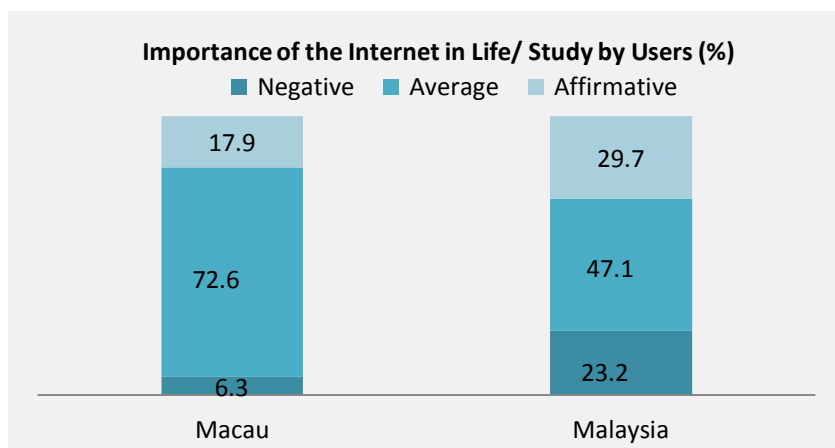 Importance of the Internet in Life/ Study by Users (%)
Negative Average Affirmative
17.9 29.7
72.6 47.1
6.3 23.2
Macau Malaysia